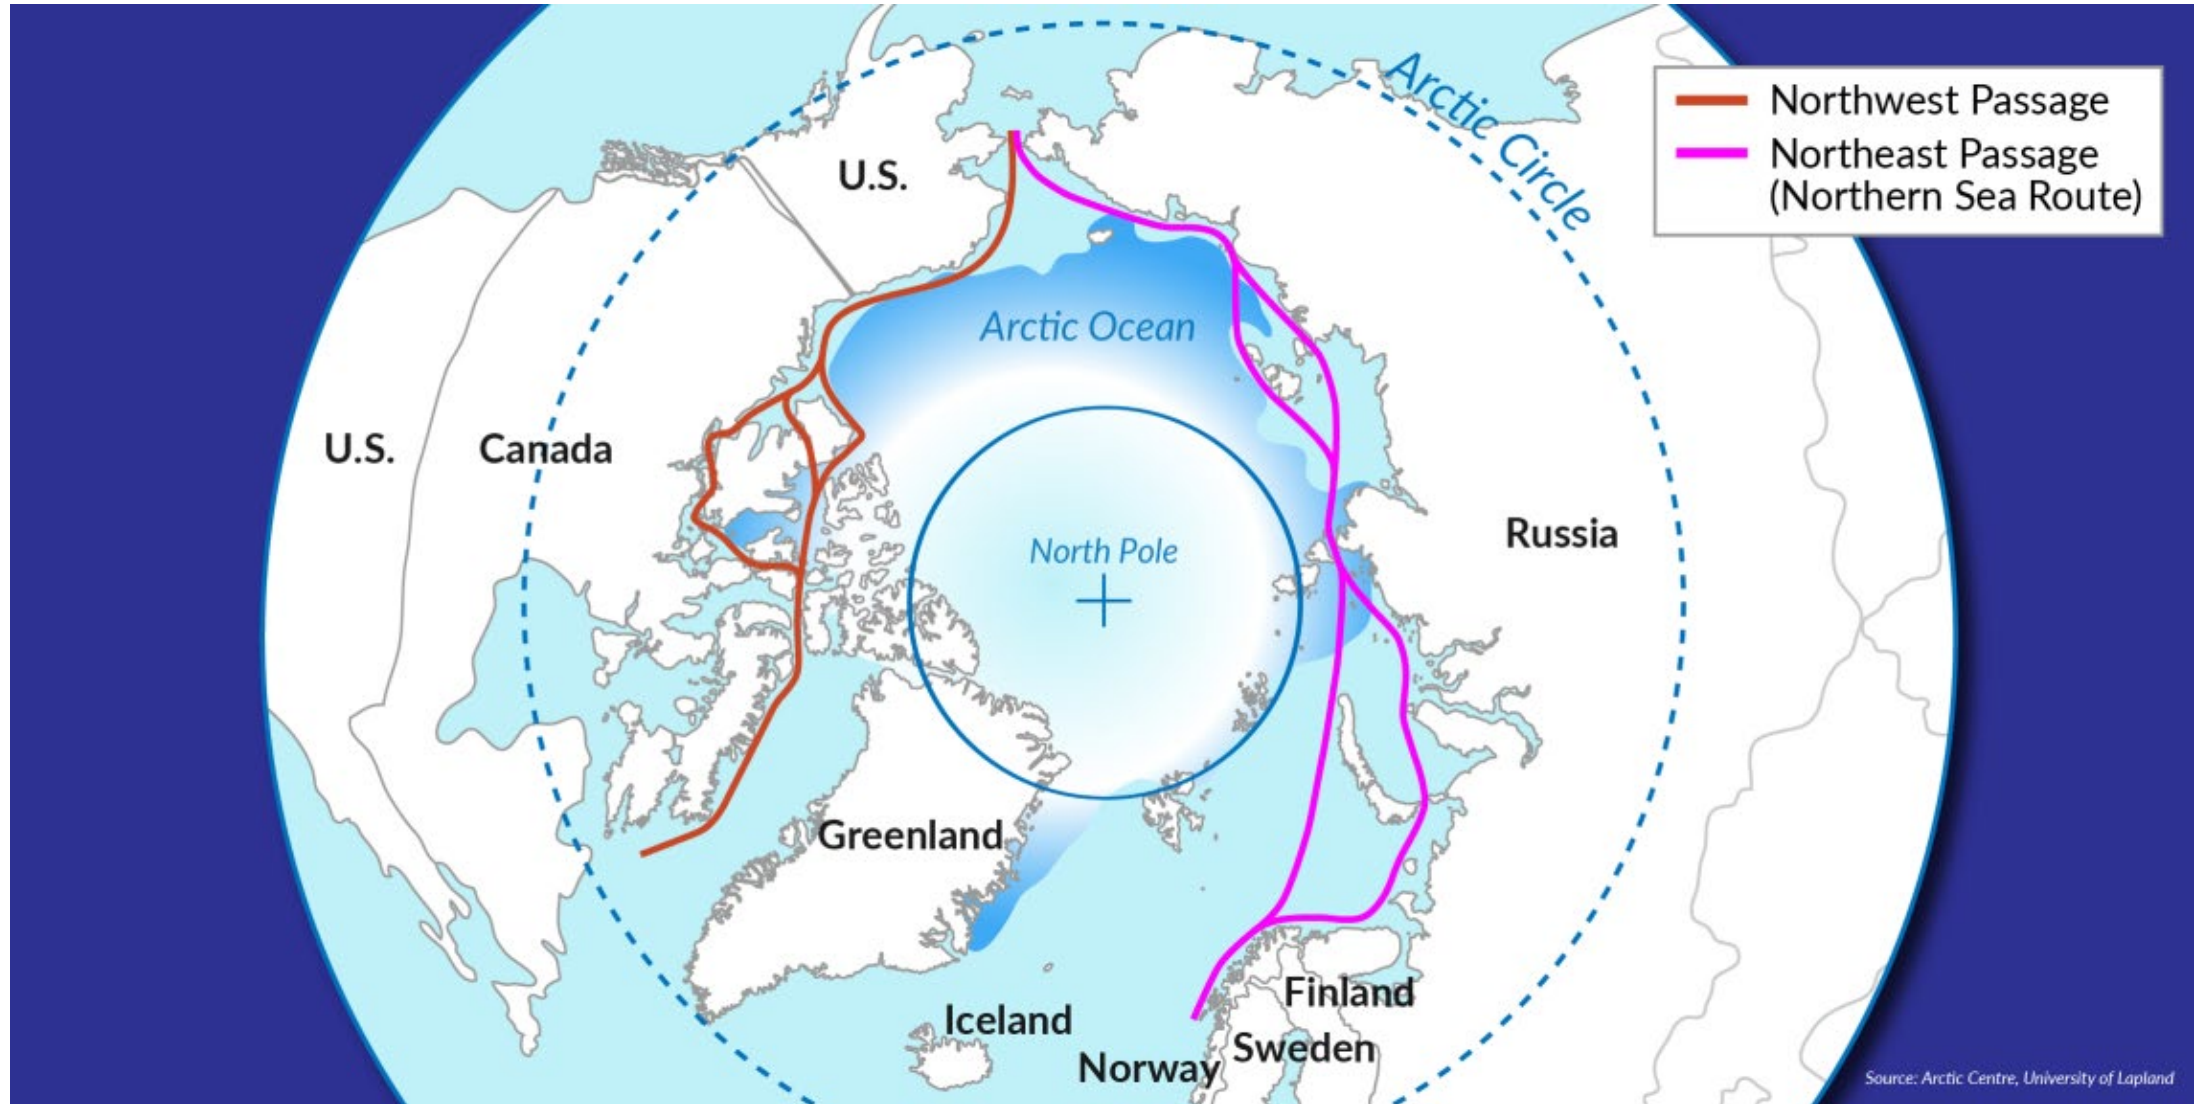 Northwest Passage
Northeast Passage
(Northern Sea Route)
Arctic Circle
U.S.
Arctic Ocean
U.S.
Canada
North Pole
Russia
Greenland
Finland
Iceland
Sweden
Norway
Source: Arctic Centre, University of Lapland